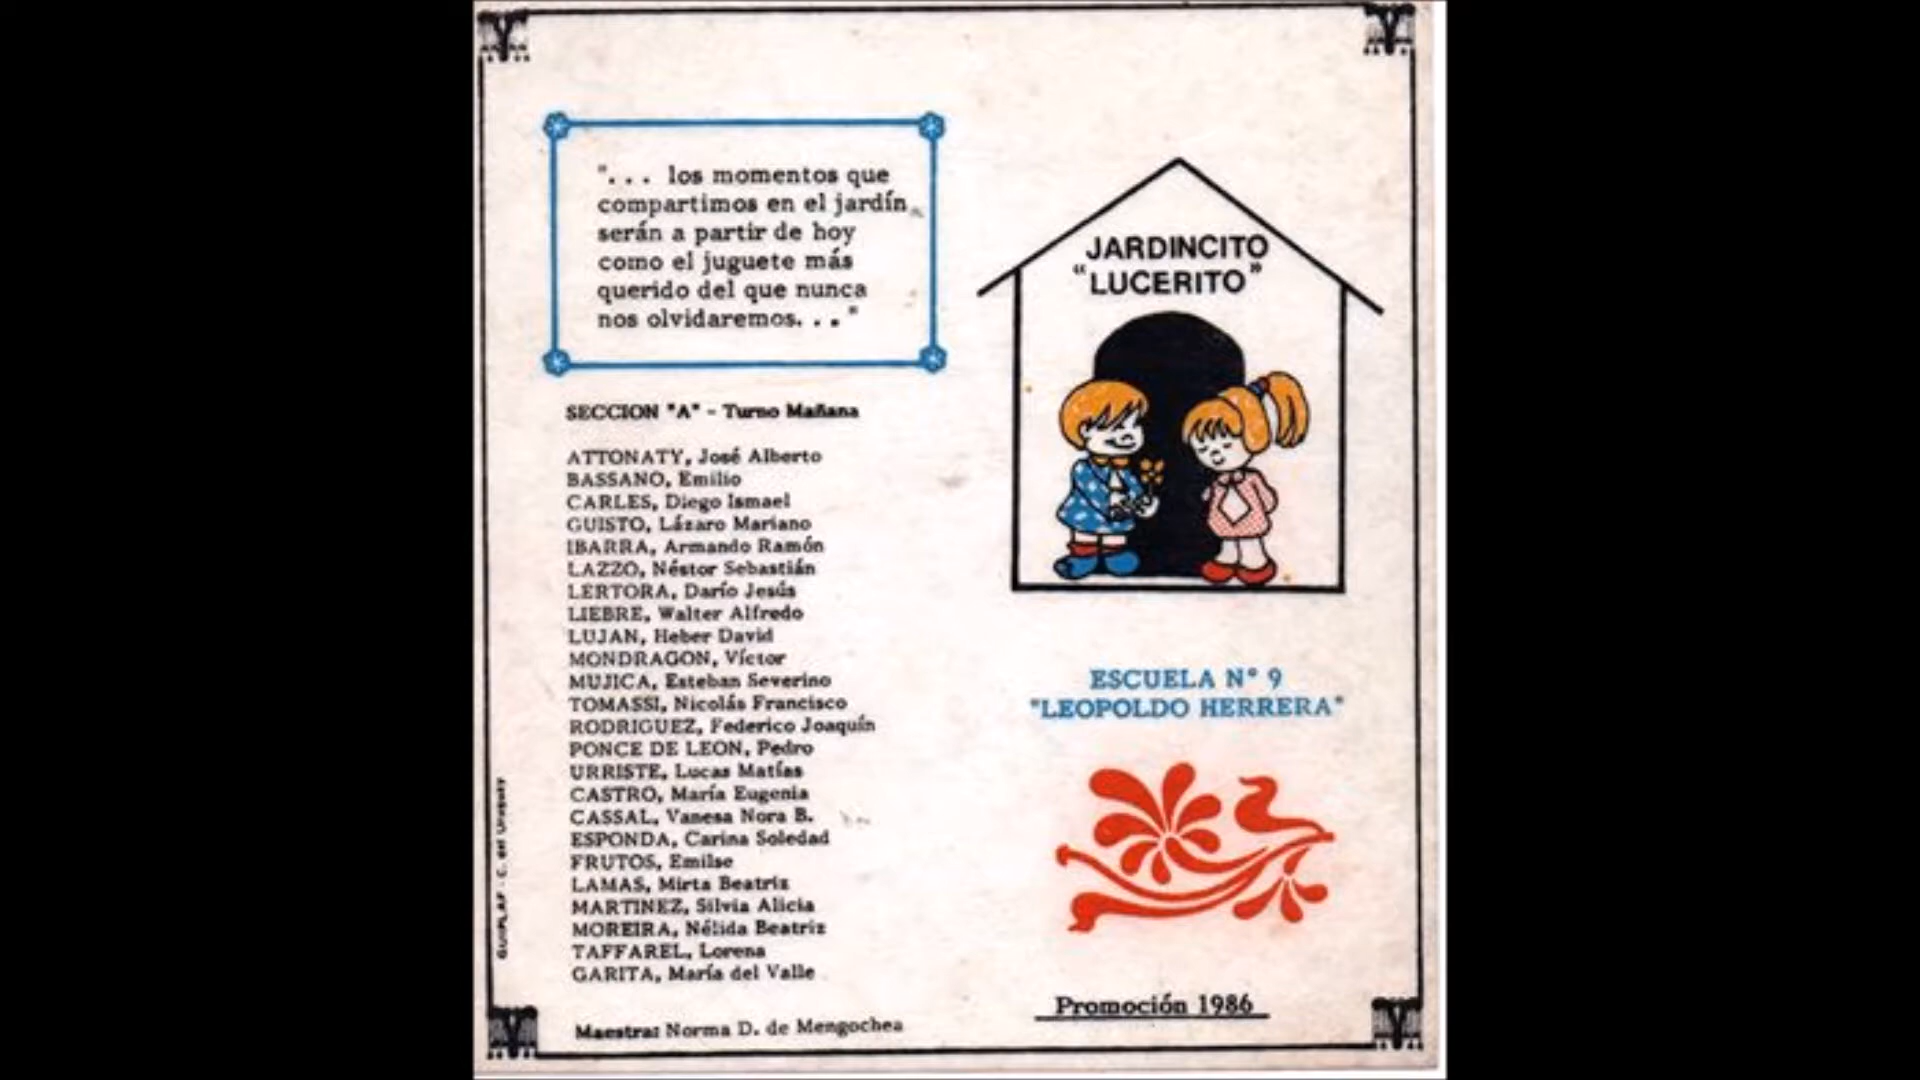 ". . . los momentos que
compartimos en el jardín
serán a partir de hoy
como el juguete más
querido del que nunca
nos olvidaremos. . . "
SECCION "A" - Turno Mañana
ATTONATY, José Alberto
BASSANO, Emilio
CARLES, Diego Ismael
GUISTO, Lázaro Mariano
IBARRA, Armando Ramón
LAZZO, Néstor Sebastián
LERTORA, Darío Jesús
LIEBRE, Walter Alfredo
LUJAN, Heber David
MONDRAGON, Víctor
MUJICA, Esteban Severino
TOMASSI, Nicolás Francisco
RODRIGUEZ, Federico Joaquín
PONCE DE LEON, Pedro
URRISTE, Lucas Matías
CASTRO, María Eugenia
CASSAL, Vanesa Nora B.
ESPONDA, Carina Soledad
FRUTOS, Emilse
LAMAS, Mirta Beatriz
MARTINEZ, Silvia Alicia
MOREIRA, Nélida Beatriz
TAFFAREL, Lorena
GARITA, María del Valle
Maestra: Norma D. de Mengochea
C. del Uruguay
JARDINCITO
"LUCERITO"
ESCUELA N° 9
"LEOPOLDO HERRERA"
Promoción 1986